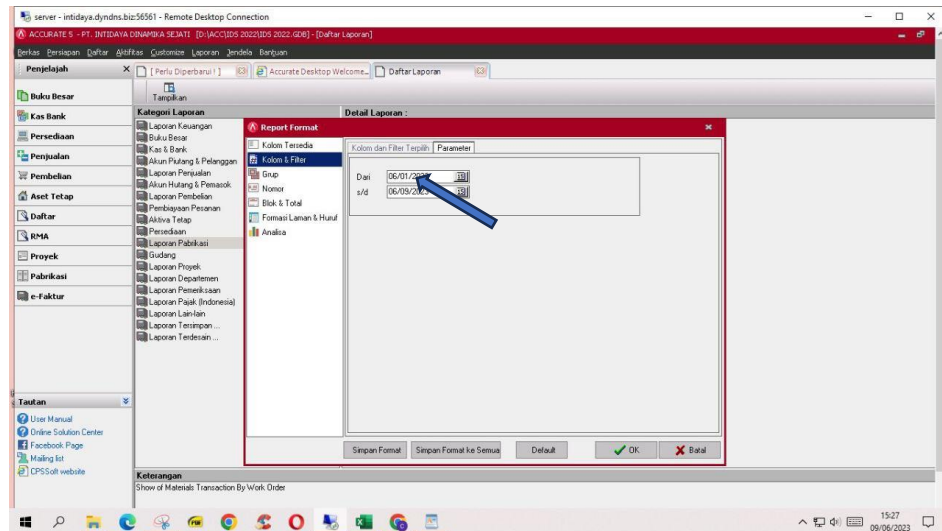 server - intidaya.dyndns.biz:56561 - Remote Desktop Connection
ACCURATE 5 - PT. INTIDAYA DINAMIKA SEJATI [D:\ACC\IDS 2022\IDS 2022.GDB] - [Daftar Laporan]
Berkas Persiapan Daftar Aktifitas Customize Laporan Jendela Bantuan
Penjelajah
[ Perlu Diperbarui ! ] Accurate Desktop Welcome... Daftar Laporan
Tampilkan
Buku Besar
Kas Bank
Persediaan
Penjualan
Pembelian
Aset Tetap
Daftar
RMA
Proyek
Pabrikasi
e-Faktur
Tautan
User Manual
Online Solution Center
Facebook Page
Mailing list
CPSSoft website
Kategori Laporan
Laporan Keuangan
Buku Besar
Kas & Bank
Akun Piutang & Pelanggan
Laporan Penjualan
Akun Hutang & Pemasok
Laporan Pembelian
Pembiayaan Pesanan
Aktiva Tetap
Persediaan
Laporan Pabrikasi
Gudang
Laporan Proyek
Laporan Departemen
Laporan Pemeriksaan
Laporan Pajak (Indonesia)
Laporan Lain-lain
Laporan Tersimpan ...
Laporan Terdesain ...
Detail Laporan :
Report Format
Kolom Tersedia
Kolom & Filter
Grup
Nomor
Blok & Total
Formasi Laman & Huruf
Analisa
Kolom dan Filter Terpilih Parameter
Dari
s/d
Simpan Format Simpan Format ke Semua Default OK Batal
Keterangan
Show of Materials Transaction By Work Order
15:27
09/06/2023